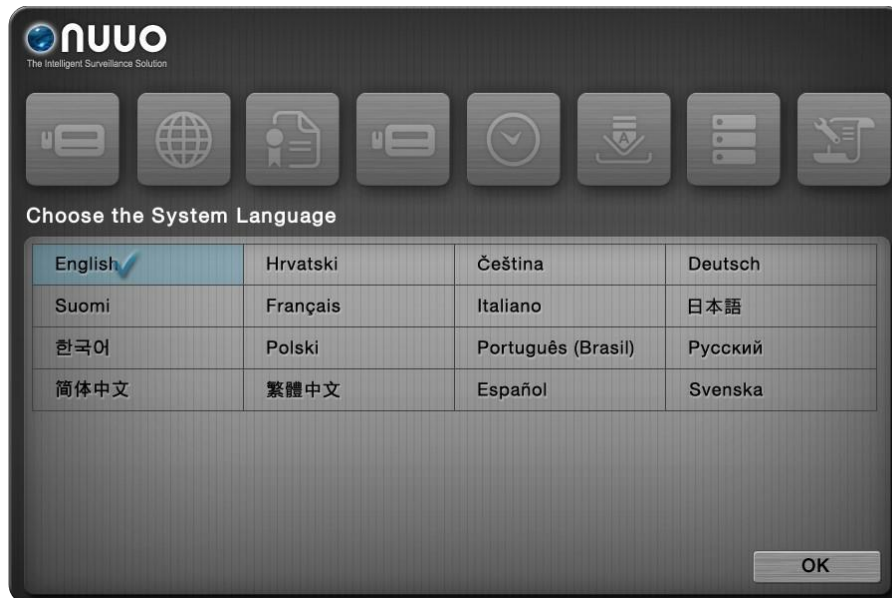 nuuo
The Intelligent Surveillance Solution
A
Choose the System Language
English Hrvatski Čeština Deutsch
Suomi Français Italiano 日本語
한국어 Polski Português (Brasil) Русский
简体中文 繁體中文 Español Svenska
OK